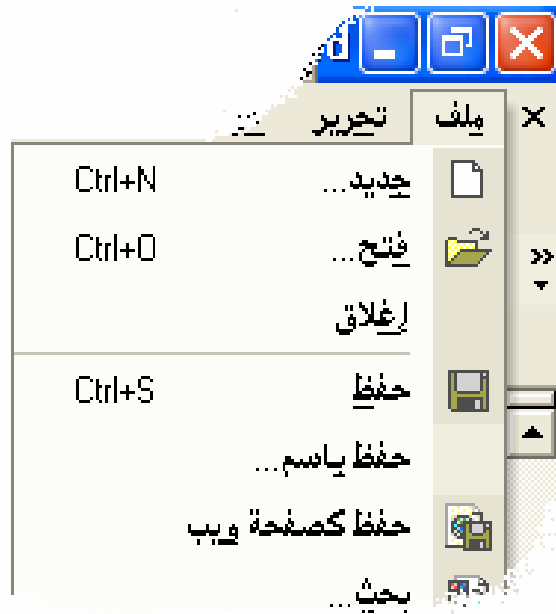 ملف تحرير
جديد... Ctrl+N
فتح... Ctrl+O
إغلاق
حفظ Ctrl+S
حفظ باسم...
حفظ كصفحة ويب
بحث...